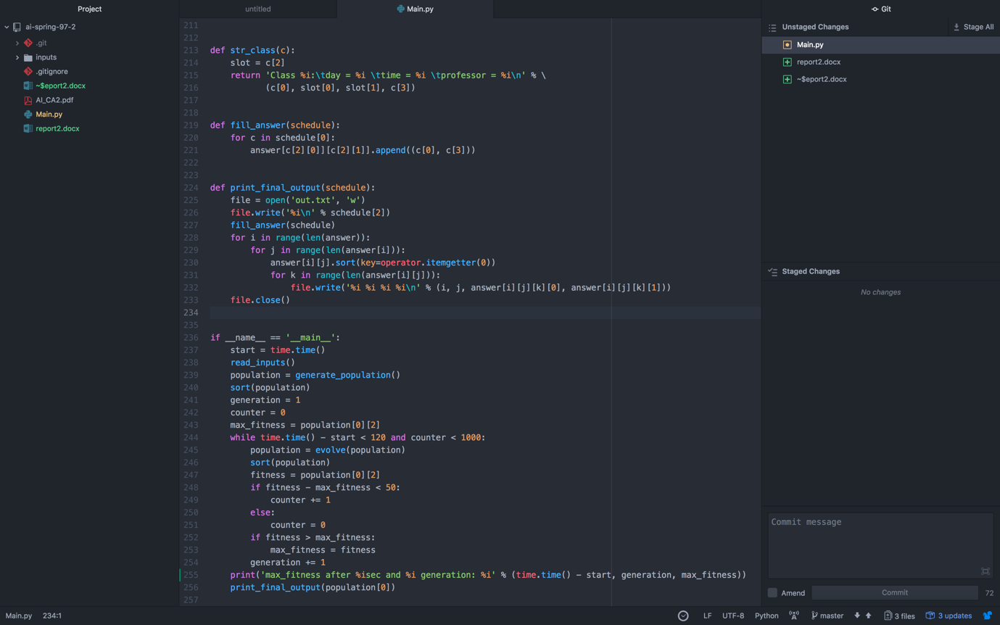 Project
ai-spring-97-2
.git
inputs
.gitignore
~$eport2.docx
AI_CA2.pdf
Main.py
report2.docx
untitled
Main.py
211
212
213 def str_class(c):
214 slot = c[2]
215 return 'Class %i:\tday = %i \ttime = %i \tprofessor = %i\n' % \
216 (c[0], slot[0], slot[1], c[3])
217
218
219 def fill_answer(schedule):
220 for c in schedule[0]:
221 answer[c[2][0]][c[2][1]].append((c[0], c[3]))
222
223
224 def print_final_output(schedule):
225 file = open('out.txt', 'w')
226 file.write('%i\n' % schedule[2])
227 fill_answer(schedule)
228 for i in range(len(answer)):
229 for j in range(len(answer[i])):
230 answer[i][j].sort(key=operator.itemgetter(0))
231 for k in range(len(answer[i][j])):
232 file.write('%i %i %i %i\n' % (i, j, answer[i][j][k][0], answer[i][j][k][1]))
233 file.close()
234
235
236 if __name__ == '__main__':
237 start = time.time()
238 read_inputs()
239 population = generate_population()
240 sort(population)
241 generation = 1
242 counter = 0
243 max_fitness = population[0][2]
244 while time.time() - start < 120 and counter < 1000:
245 population = evolve(population)
246 sort(population)
247 fitness = population[0][2]
248 if fitness - max_fitness < 50:
249 counter += 1
250 else:
251 counter = 0
252 if fitness > max_fitness:
253 max_fitness = fitness
254 generation += 1
255 print('max_fitness after %isec and %i generation: %i' % (time.time() - start, generation, max_fitness))
256 print_final_output(population[0])
257
Git
Unstaged Changes
Stage All
Main.py
report2.docx
~$eport2.docx
Staged Changes
No changes
Commit message
Amend
Commit
72
Main.py 234:1
LF UTF-8 Python master 3 files 3 updates